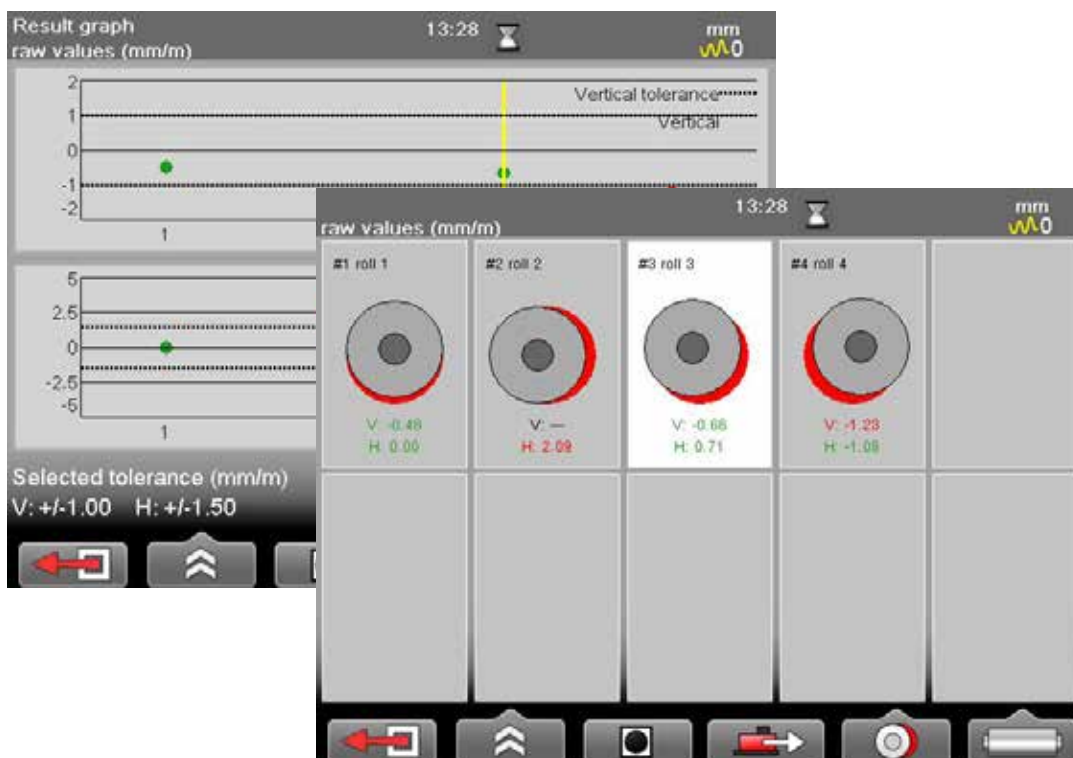 Result graph
raw values (mm/m)
13:28
mm
0
2
1
0
-1
-2
Vertical tolerance
Vertical
1
5
2.5
0
-2.5
-5
1
Selected tolerance (mm/m)
V: +/-1.00 H: +/-1.50
raw values (mm/m)
13:28
mm
0
#1 roll 1
#2 roll 2
#3 roll 3
#4 roll 4
V: -0.48
V: ---
V: -0.68
V: -1.23
H: 0.00
H: 2.09
H: 0.71
H: -1.08